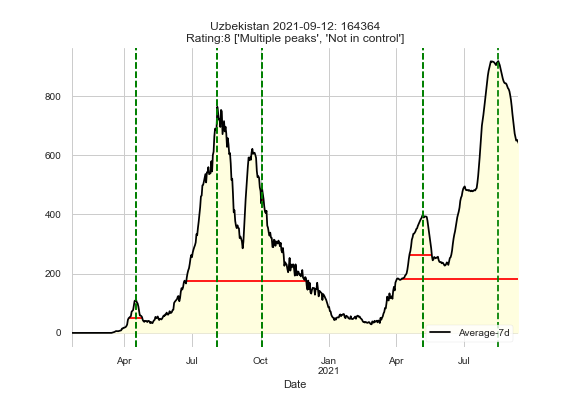 Uzbekistan 2021-09-12: 164364
Rating:8 ['Multiple peaks', 'Not in control']
800
600
400
200
0
Average-7d
Apr
Jul
Oct
Jan
2021
Apr
Jul
Date